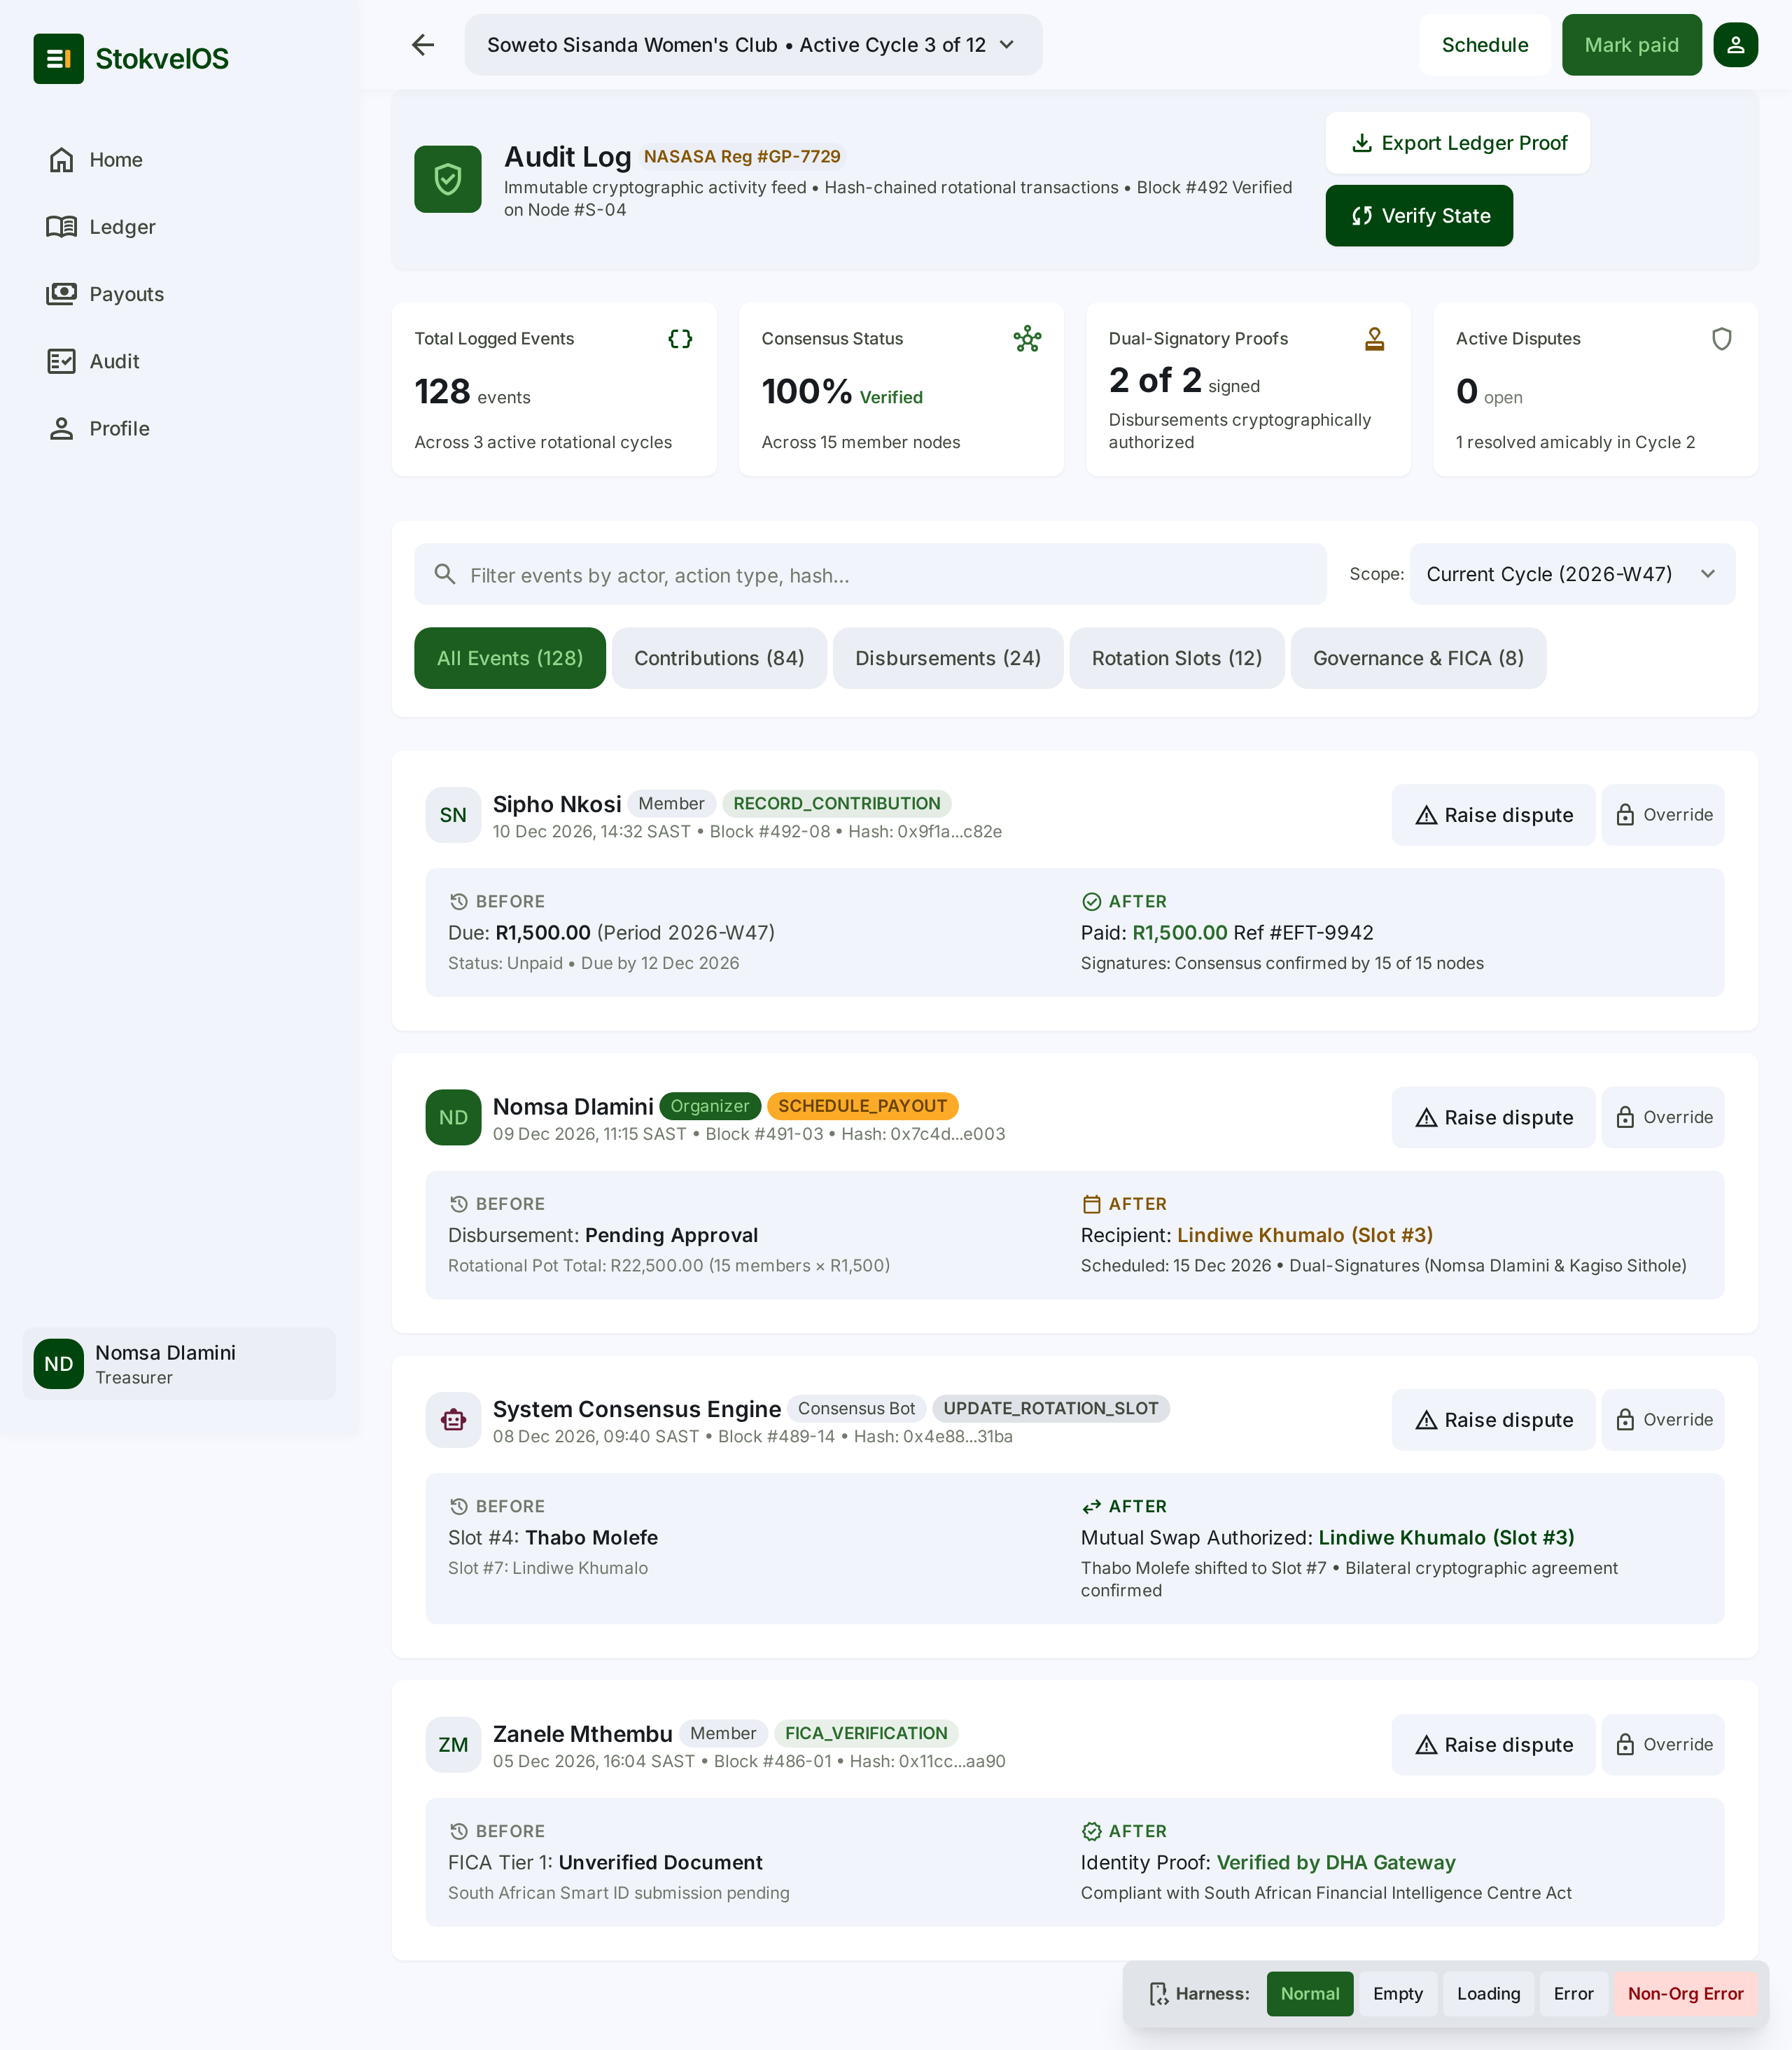 StokvelOS
Home
Ledger
Payouts
Audit
Profile
Nomsa Dlamini
Treasurer
ND
Soweto Sisanda Women's Club • Active Cycle 3 of 12
Schedule
Mark paid
Audit Log NASASA Reg #GP-7729
Immutable cryptographic activity feed • Hash-chained rotational transactions • Block #492 Verified
on Node #S-04
Export Ledger Proof
Verify State
Total Logged Events
128 events
Across 3 active rotational cycles
Consensus Status
100% Verified
Across 15 member nodes
Dual-Signatory Proofs
2 of 2 signed
Disbursements cryptographically
authorized
Active Disputes
0 open
1 resolved amicably in Cycle 2
Filter events by actor, action type, hash...
Scope: Current Cycle (2026-W47)
All Events (128)
Contributions (84)
Disbursements (24)
Rotation Slots (12)
Governance & FICA (8)
SN
Sipho Nkosi Member RECORD_CONTRIBUTION
10 Dec 2026, 14:32 SAST • Block #492-08 • Hash: 0x9f1a...c82e
Raise dispute
Override
BEFORE
Due: R1,500.00 (Period 2026-W47)
Status: Unpaid • Due by 12 Dec 2026
AFTER
Paid: R1,500.00 Ref #EFT-9942
Signatures: Consensus confirmed by 15 of 15 nodes
ND
Nomsa Dlamini Organizer SCHEDULE_PAYOUT
09 Dec 2026, 11:15 SAST • Block #491-03 • Hash: 0x7c4d...e003
Raise dispute
Override
BEFORE
Disbursement: Pending Approval
Rotational Pot Total: R22,500.00 (15 members × R1,500)
AFTER
Recipient: Lindiwe Khumalo (Slot #3)
Scheduled: 15 Dec 2026 • Dual-Signatures (Nomsa Dlamini & Kagiso Sithole)
System Consensus Engine Consensus Bot UPDATE_ROTATION_SLOT
08 Dec 2026, 09:40 SAST • Block #489-14 • Hash: 0x4e88...31ba
Raise dispute
Override
BEFORE
Slot #4: Thabo Molefe
Slot #7: Lindiwe Khumalo
AFTER
Mutual Swap Authorized: Lindiwe Khumalo (Slot #3)
Thabo Molefe shifted to Slot #7 • Bilateral cryptographic agreement
confirmed
ZM
Zanele Mthembu Member FICA_VERIFICATION
05 Dec 2026, 16:04 SAST • Block #486-01 • Hash: 0x11cc...aa90
Raise dispute
Override
BEFORE
FICA Tier 1: Unverified Document
South African Smart ID submission pending
AFTER
Identity Proof: Verified by DHA Gateway
Compliant with South African Financial Intelligence Centre Act
Harness:
Normal
Empty
Loading
Error
Non-Org Error